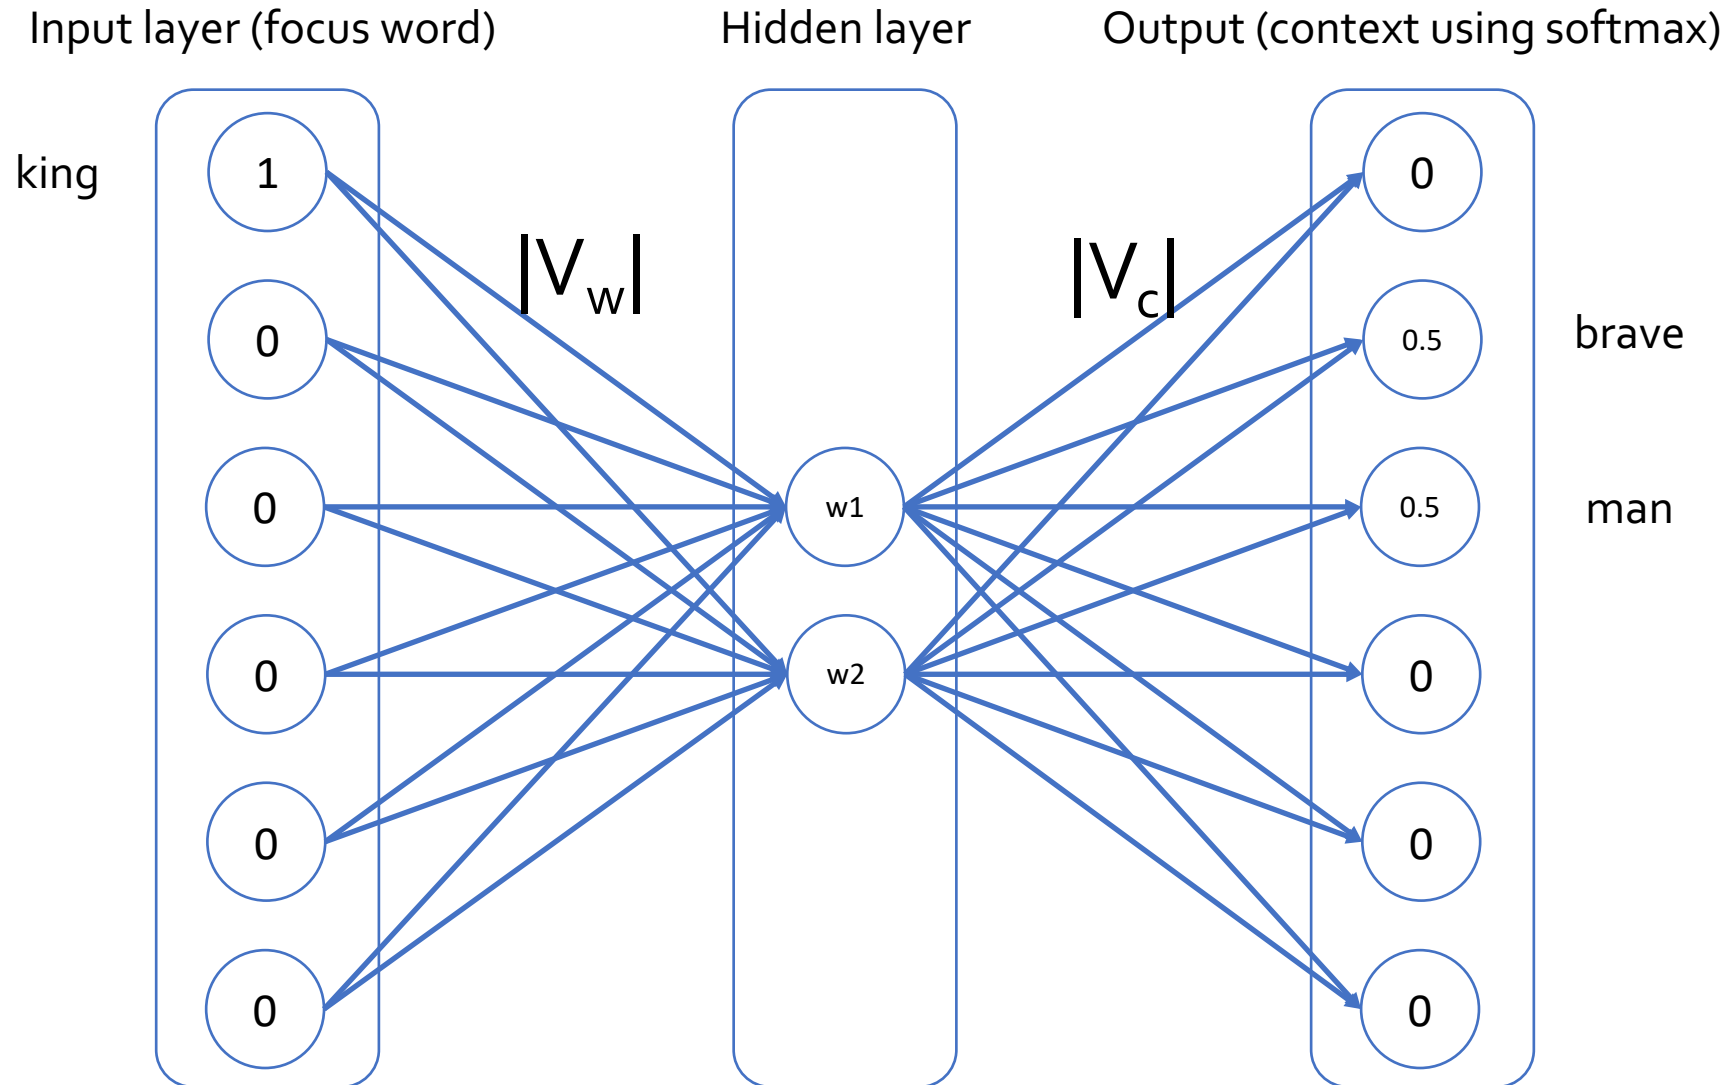 Input layer (focus word) Hidden layer Output (context using softmax)
king 1 0
|Vw| |Vc|
0 0.5 brave
0 w1 0.5 man
0 w2 0
0 0
0 0